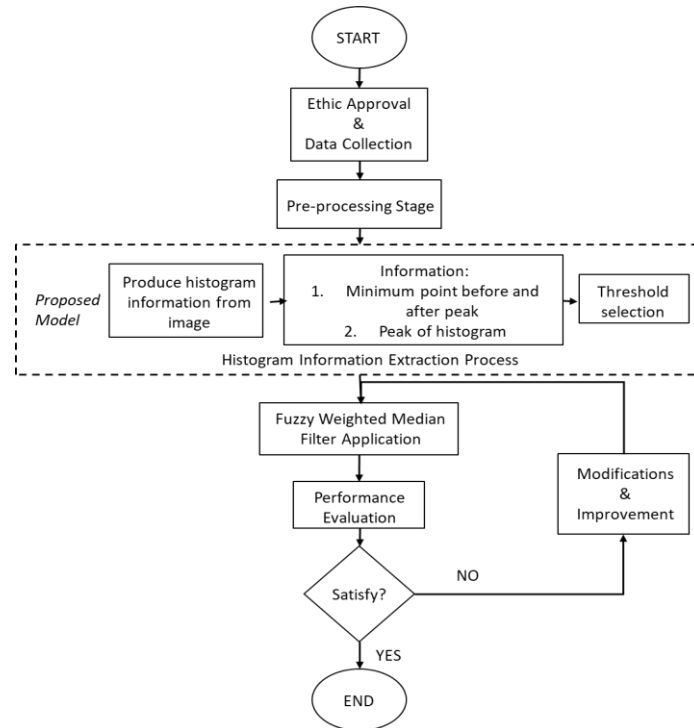 START
Ethic Approval
&
Data Collection
Pre-processing Stage
Proposed
Model
Produce histogram
information from
image
Information:
1. Minimum point before and
after peak
2. Peak of histogram
Threshold
selection
Histogram Information Extraction Process
Fuzzy Weighted Median
Filter Application
Performance
Evaluation
Modifications
&
Improvement
Satisfy?
NO
YES
END